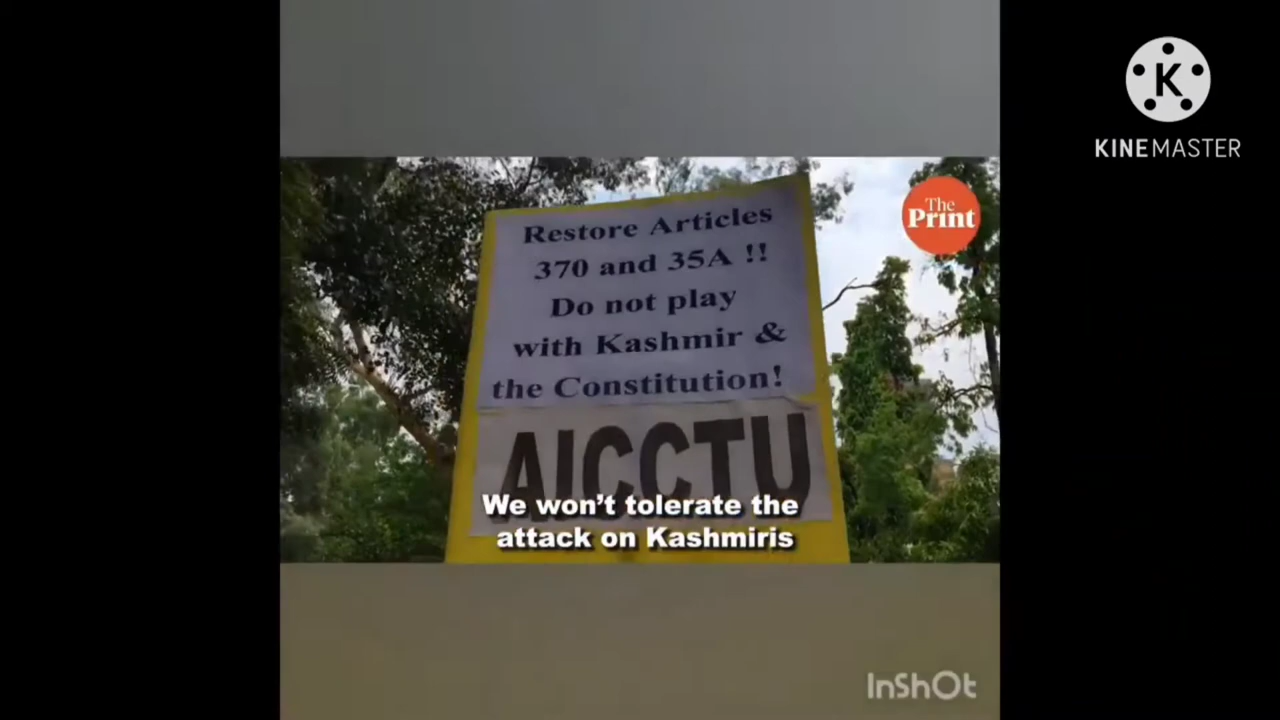 KINEMASTER
The
Print
Restore Articles
370 and 35A !!
Do not play
with Kashmir &
the Constitution!
AICCTU
We won't tolerate the
attack on Kashmiris
InShOt